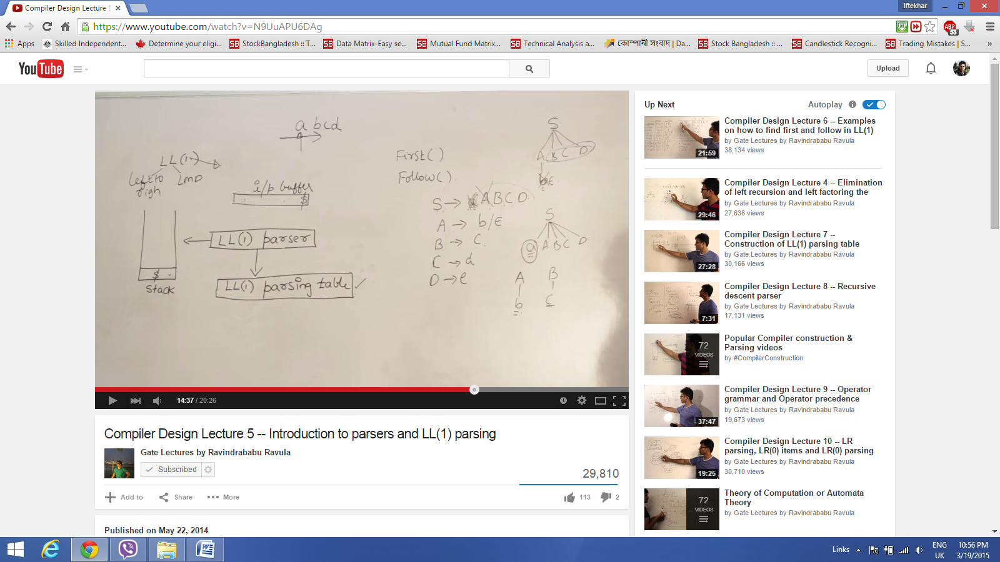 Compiler Design Lecture 5
Iftekhar
https://www.youtube.com/watch?v=N9UuAPU6DAg
ABP
53
Apps
Skilled Independent...
Determine your eligi...
SB StockBangladesh :: T...
SB Data Matrix-Easy se...
SB Mutual Fund Matrix...
SB Technical Analysis a...
কোম্পানী সংবাদ | Da...
SB Stock Bangladesh :: ...
SB Candlestick Recogni...
SB Trading Mistakes | S...
»
YouTube
Upload
a bcd
LL(1)
left to
righ
LMD
i/p buffer
$
LL(1) parser
LL(1) parsing table
$
Stack
First()
Follow()
S → ABCD
A → b/ε
B → c
C → d
D → e
S
A B C D
bε
S
a A B C D
A B
b c
14:37 / 20:26
Compiler Design Lecture 5 -- Introduction to parsers and LL(1) parsing
Gate Lectures by Ravindrababu Ravula
Subscribed
29,810
Add to
Share
More
113
2
Published on May 22, 2014
Up Next
Autoplay
21:59
Compiler Design Lecture 6 -- Examples
on how to find first and follow in LL(1)
by Gate Lectures by Ravindrababu Ravula
38,134 views
29:46
Compiler Design Lecture 4 -- Elimination
of left recursion and left factoring the
by Gate Lectures by Ravindrababu Ravula
27,638 views
27:28
Compiler Design Lecture 7 --
Construction of LL(1) parsing table
by Gate Lectures by Ravindrababu Ravula
30,166 views
7:31
Compiler Design Lecture 8 -- Recursive
descent parser
by Gate Lectures by Ravindrababu Ravula
17,131 views
72
VIDEOS
Popular Compiler construction &
Parsing videos
by #CompilerConstruction
37:47
Compiler Design Lecture 9 -- Operator
grammar and Operator precedence
by Gate Lectures by Ravindrababu Ravula
19,673 views
19:25
Compiler Design Lecture 10 -- LR
parsing, LR(0) items and LR(0) parsing
by Gate Lectures by Ravindrababu Ravula
30,710 views
72
VIDEOS
Theory of Computation or Automata
Theory
by Gate Lectures by Ravindrababu Ravula
Links
ENG
UK
10:56 PM
3/19/2015